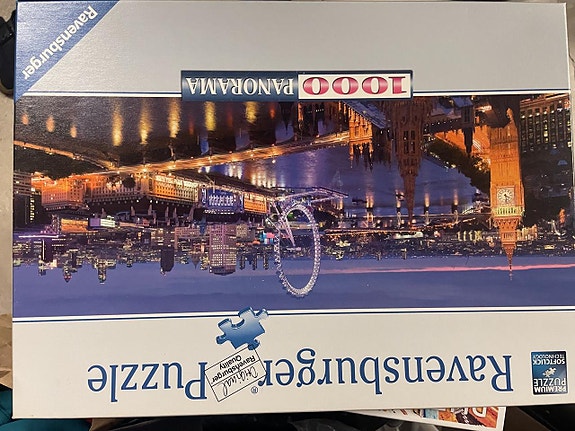 PREMIUM
PUZZLE
SOFTCLICK
TECHNOLOGY
Ravensburger® Puzzle
Original
Ravensburger
Quality
1000 PANORAMA
Ravensburger